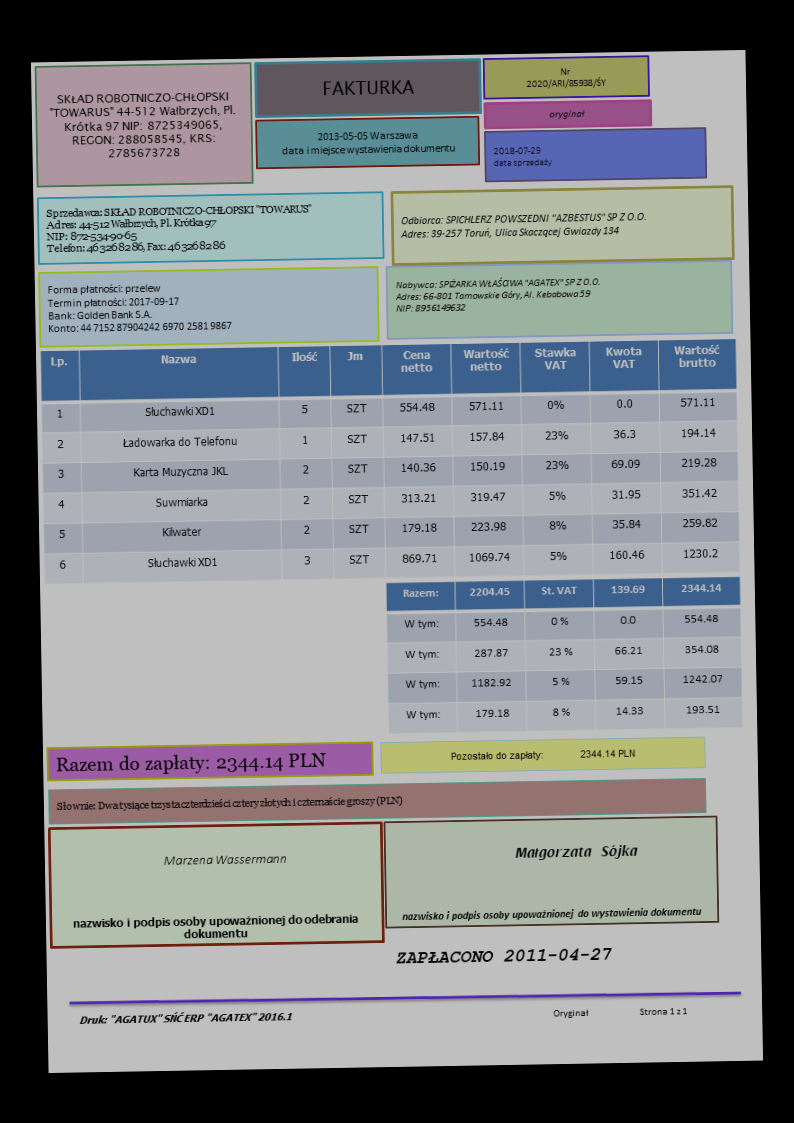 SKŁAD ROBOTNICZO-CHŁOPSKI
"TOWARUS" 44-512 Wałbrzych, Pl.
Krótka 97 NIP: 8725349065,
REGON: 288058545, KRS:
2785673728
FAKTURKA
2013-05-05 Warszawa
data i miejsce wystawienia dokumentu
Nr
2020/ARI/85938/ŚY
oryginał
2018-07-29
data sprzedaży
Sprzedawca: SKŁAD ROBOTNICZO-CHŁOPSKI "TOWARUS"
Adres: 44-512 Wałbrzych, Pl. Krótka 97
NIP: 872-534-90-65
Telefon: 463268286, Fax: 463268286
Odbiorca: SPICHLERZ POWSZEDNI "AZBESTUS" SP Z O.O.
Adres: 39-257 Toruń, Ulica Skaczącej Gwiazdy 134
Forma płatności: przelew
Termin płatności: 2017-09-17
Bank: Golden Bank S.A.
Konto: 44 7152 8790 4242 6970 2581 9867
Nabywca: SPIŻARKA WŁAŚCIWA "AGATEX" SP Z O.O.
Adres: 66-801 Tarnowskie Góry, Al. Kebabowa 59
NIP: 8956149632
Lp. Nazwa Ilość Jm Cena netto Wartość netto Stawka VAT Kwota VAT Wartość brutto
1 Słuchawki XD1 5 SZT 554.48 571.11 0% 0.0 571.11
2 Ładowarka do Telefonu 1 SZT 147.51 157.84 23% 36.3 194.14
3 Karta Muzyczna JKL 2 SZT 140.36 150.19 23% 69.09 219.28
4 Suwmiarka 2 SZT 313.21 319.47 5% 31.95 351.42
5 Kilwater 2 SZT 179.18 223.98 8% 35.84 259.82
6 Słuchawki XD1 3 SZT 869.71 1069.74 5% 160.46 1230.2
Razem: 2204.45 St. VAT 139.69 2344.14
W tym: 554.48 0 % 0.0 554.48
W tym: 287.87 23 % 66.21 354.08
W tym: 1182.92 5 % 59.15 1242.07
W tym: 179.18 8 % 14.33 193.51
Razem do zapłaty: 2344.14 PLN
Pozostało do zapłaty: 2344.14 PLN
Słownie: Dwa tysiące trzysta czterdzieści cztery złotych i czternaście groszy (PLN)
Marzena Wassermann
nazwisko i podpis osoby upoważnionej do odebrania
dokumentu
Małgorzata Sójka
nazwisko i podpis osoby upoważnionej do wystawienia dokumentu
ZAPŁACONO 2011-04-27
Druk: "AGATUX" SŃĆ ERP "AGATEX" 2016.1
Oryginał
Strona 1 z 1